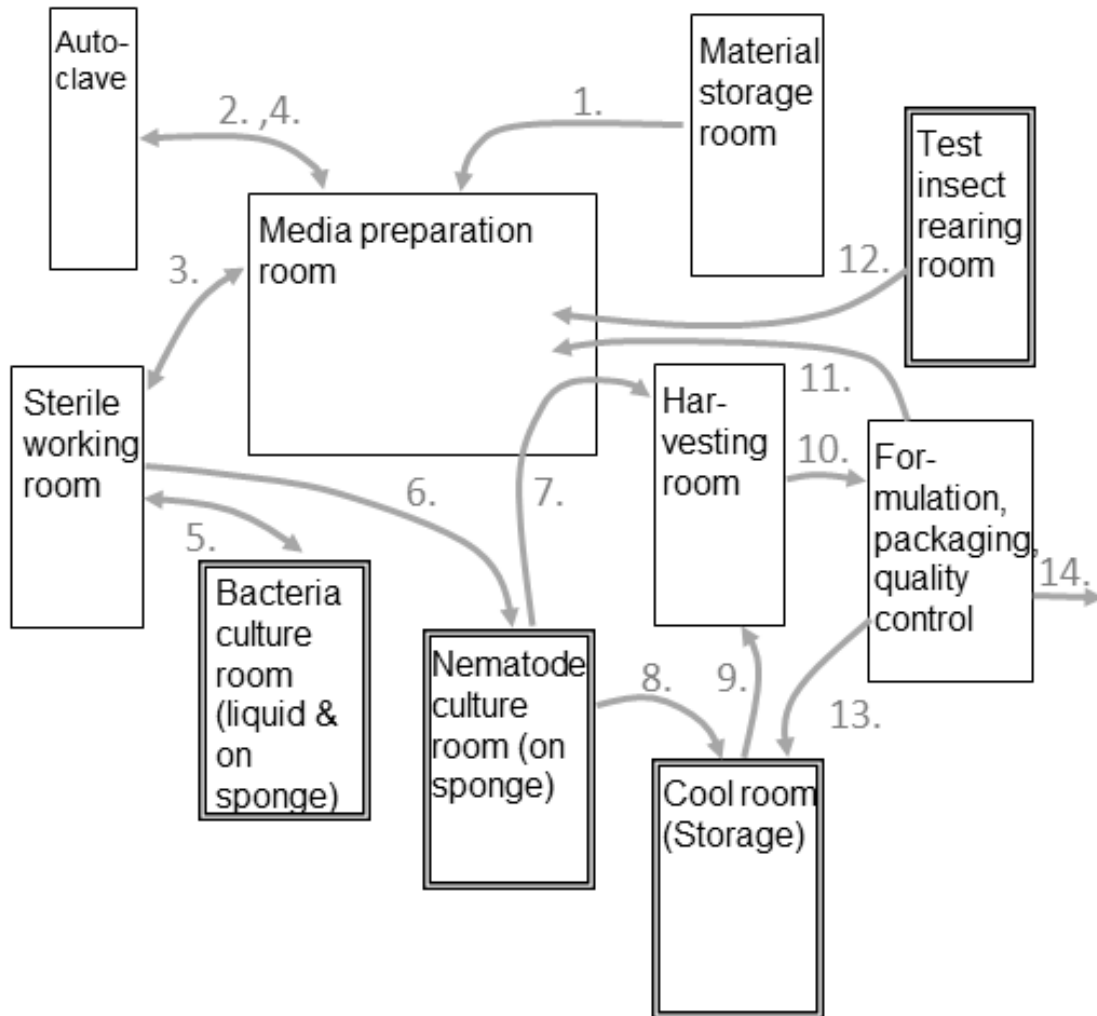 Auto-
clave
2. ,4.
1.
Material
storage
room
Test
insect
rearing
room
Media preparation
room
3.
12.
11.
Sterile
working
room
Har-
vesting
room
10.
For-
mulation,
packaging,
quality
control
14.
6.
7.
5.
Bacteria
culture
room
(liquid &
on
sponge)
Nematode
culture
room (on
sponge)
8.
9.
13.
Cool room
(Storage)